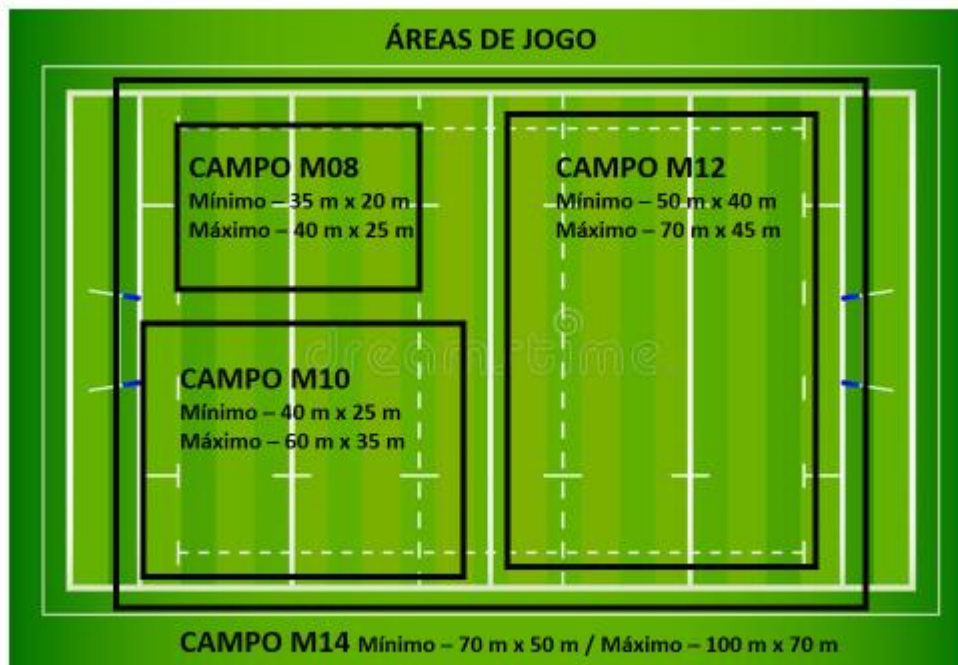 ÁREAS DE JOGO
CAMPO M08
Mínimo – 35 m x 20 m
Máximo – 40 m x 25 m
CAMPO M12
Mínimo – 50 m x 40 m
Máximo – 70 m x 45 m
dreamstime
CAMPO M10
Mínimo – 40 m x 25 m
Máximo – 60 m x 35 m
CAMPO M14 Mínimo – 70 m x 50 m / Máximo – 100 m x 70 m